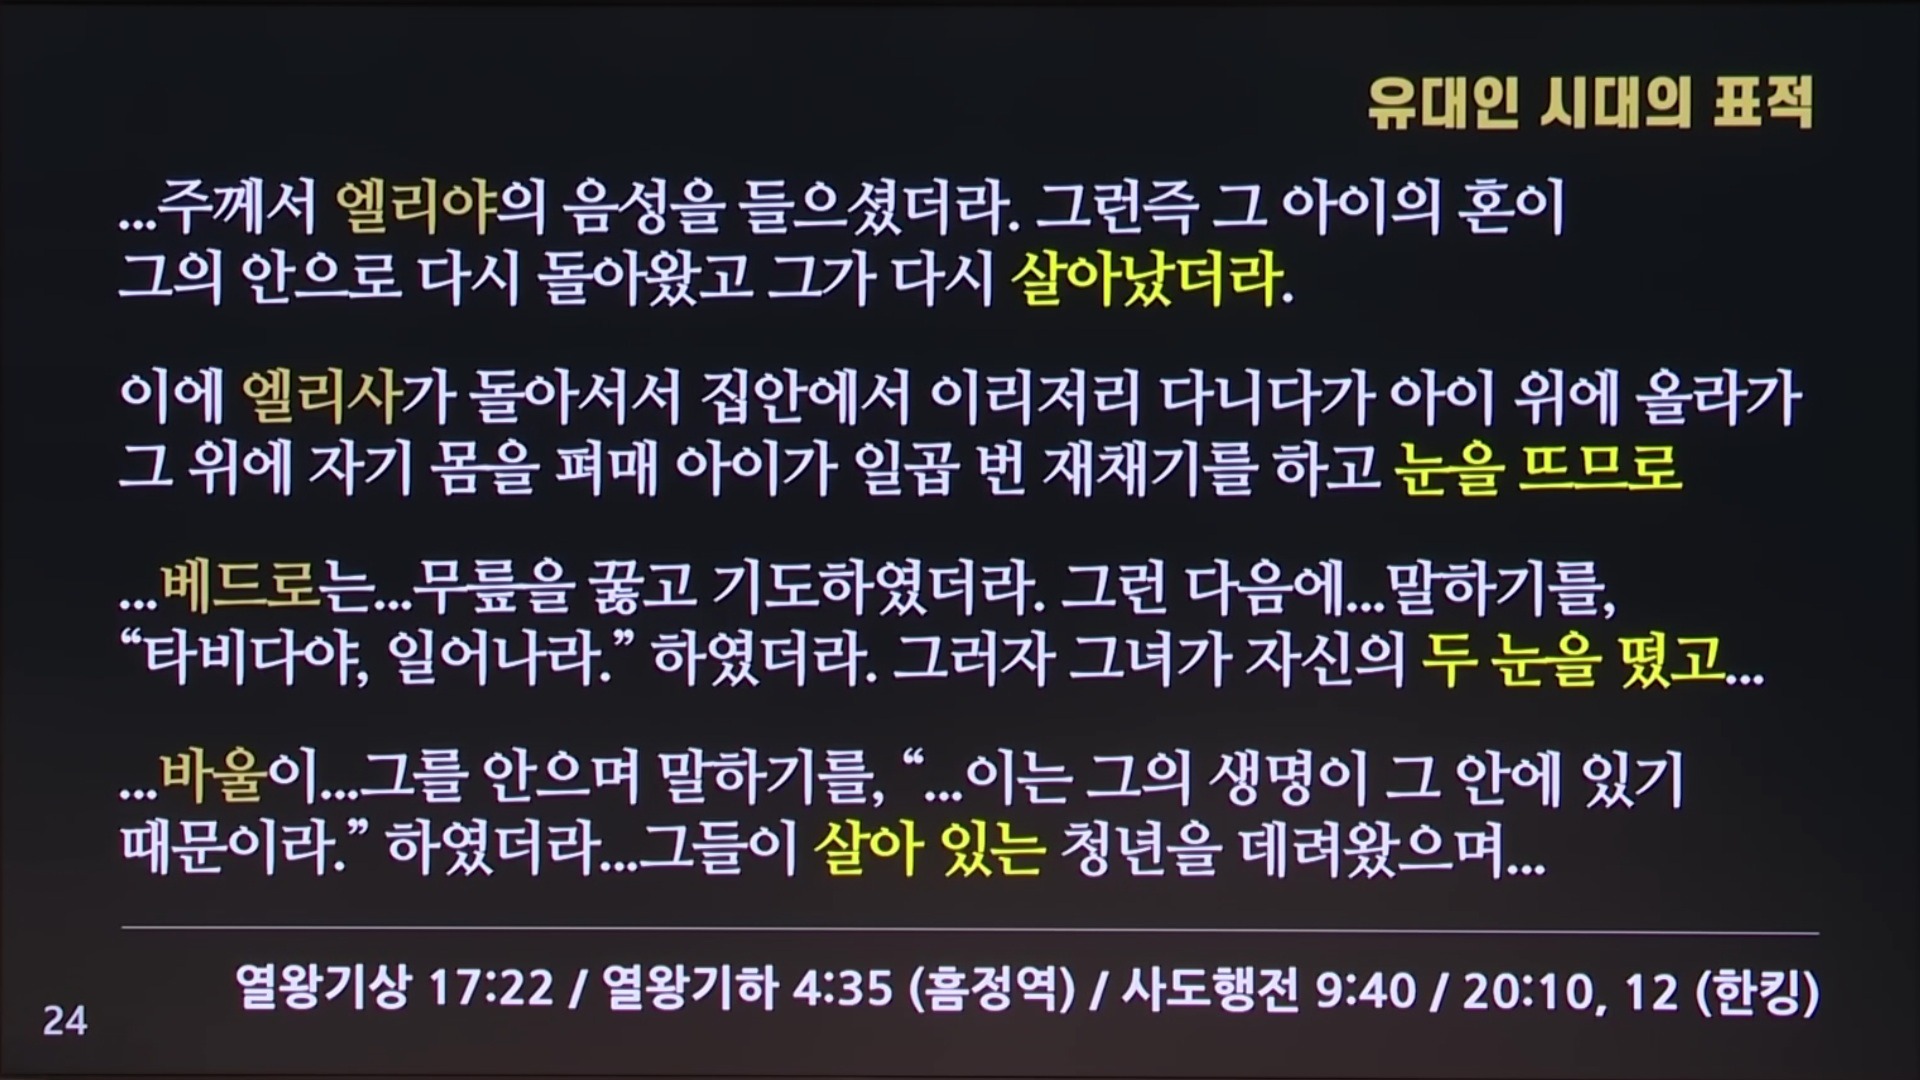 유대인 시대의 표적
...주께서 엘리야의 음성을 들으셨더라. 그런즉 그 아이의 혼이
그의 안으로 다시 돌아왔고 그가 다시 살아났더라.
이에 엘리사가 돌아서서 집안에서 이리저리 다니다가 아이 위에 올라가
그 위에 자기 몸을 펴매 아이가 일곱 번 재채기를 하고 눈을 뜨므로
...베드로는...무릎을 꿇고 기도하였더라. 그런 다음에...말하기를,
“타비다야, 일어나라.” 하였더라. 그러자 그녀가 자신의 두 눈을 떴고...
...바울이...그를 안으며 말하기를, “...이는 그의 생명이 그 안에 있기
때문이라.” 하였더라...그들이 살아 있는 청년을 데려왔으며...
열왕기상 17:22 / 열왕기하 4:35 (흠정역) / 사도행전 9:40 / 20:10, 12 (한킹)
24